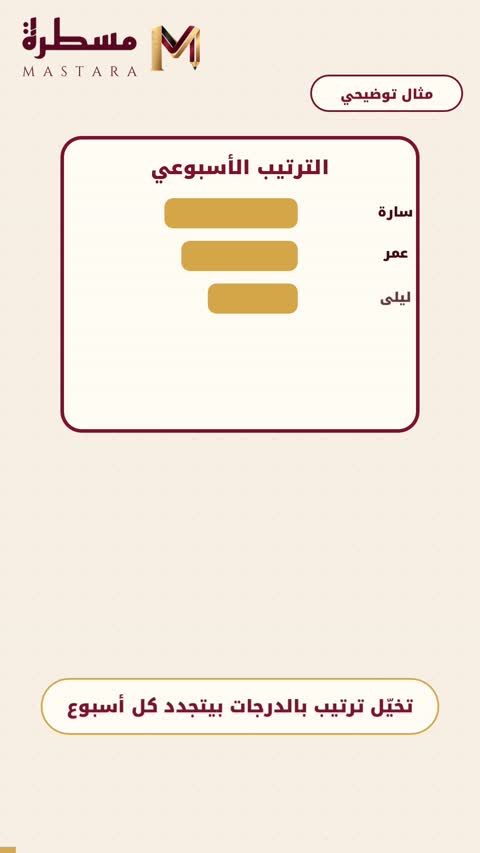 مسطرة
MASTARA
مثال توضيحي
الترتيب الأسبوعي
سارة
عمر
ليلى
تخيّل ترتيب بالدرجات بيتجدد كل أسبوع